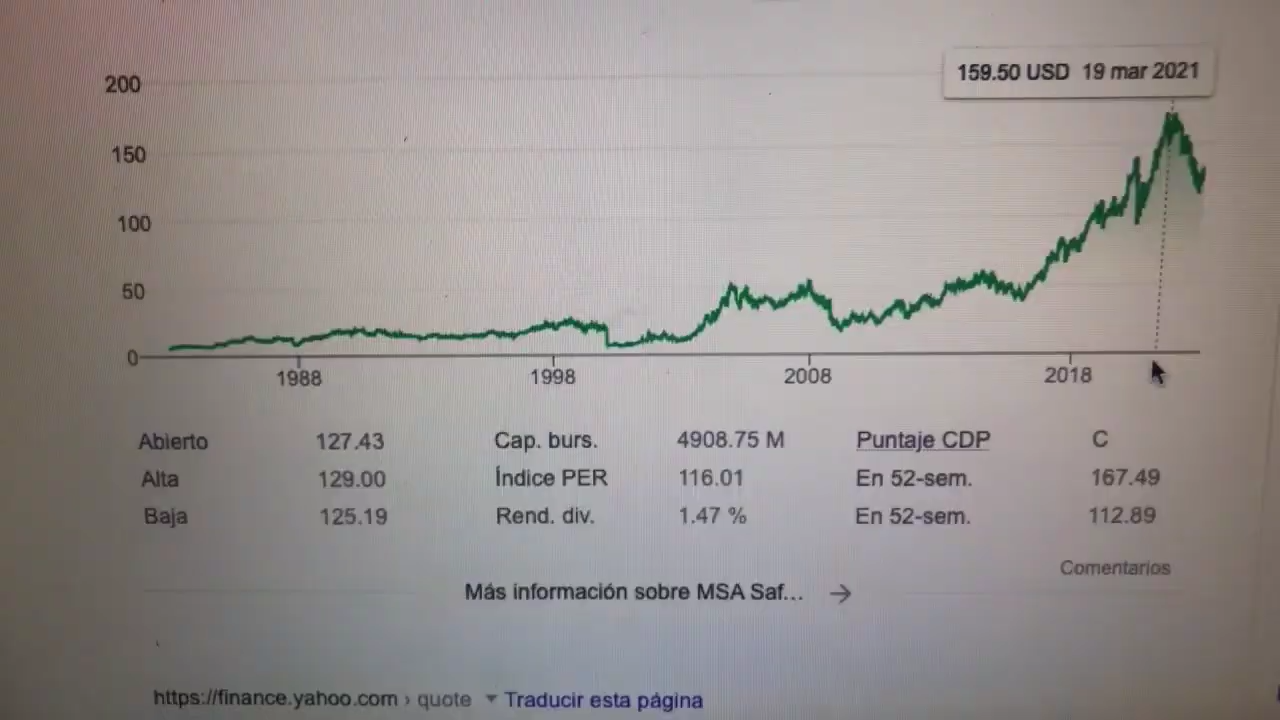 159.50 USD 19 mar 2021
200
150
100
50
0
1988 1998 2008 2018
Abierto 127.43 Cap. burs. 4908.75 M Puntaje CDP C
Alta 129.00 Índice PER 116.01 En 52-sem. 167.49
Baja 125.19 Rend. div. 1.47 % En 52-sem. 112.89
Comentarios
Más información sobre MSA Saf... →
https://finance.yahoo.com › quote ▼ Traducir esta página